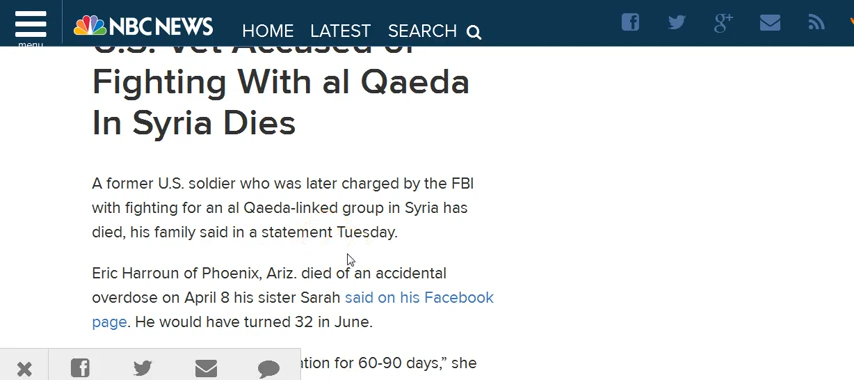 NBC NEWS HOME LATEST SEARCH
menu
U.S. Vet Accused of
Fighting With al Qaeda
In Syria Dies
A former U.S. soldier who was later charged by the FBI
with fighting for an al Qaeda-linked group in Syria has
died, his family said in a statement Tuesday.
Eric Harroun of Phoenix, Ariz. died of an accidental
overdose on April 8 his sister Sarah said on his Facebook
page. He would have turned 32 in June.
for 60-90 days,” she